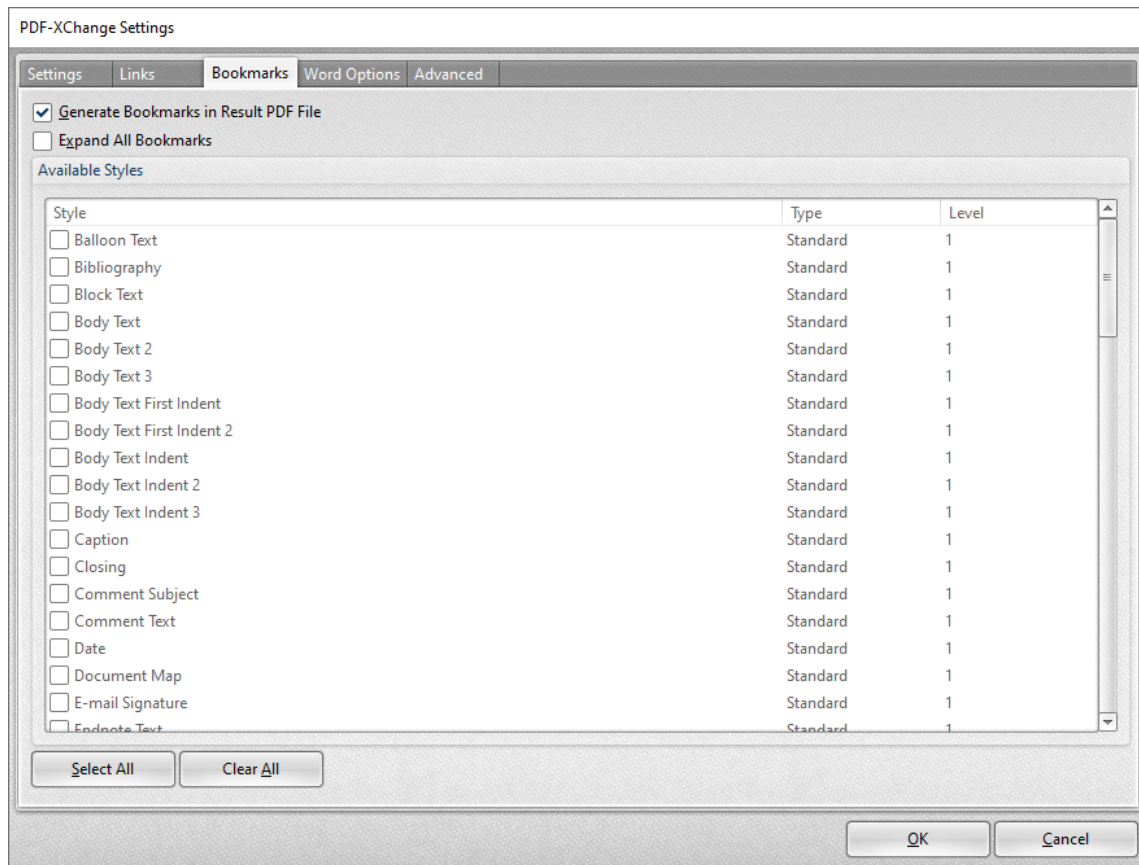 PDF-XChange Settings
Settings Links Bookmarks Word Options Advanced
Generate Bookmarks in Result PDF File
Expand All Bookmarks
Available Styles
Style Type Level
Balloon Text Standard 1
Bibliography Standard 1
Block Text Standard 1
Body Text Standard 1
Body Text 2 Standard 1
Body Text 3 Standard 1
Body Text First Indent Standard 1
Body Text First Indent 2 Standard 1
Body Text Indent Standard 1
Body Text Indent 2 Standard 1
Body Text Indent 3 Standard 1
Caption Standard 1
Closing Standard 1
Comment Subject Standard 1
Comment Text Standard 1
Date Standard 1
Document Map Standard 1
E-mail Signature Standard 1
Endnote Text Standard 1
Select All Clear All
OK Cancel